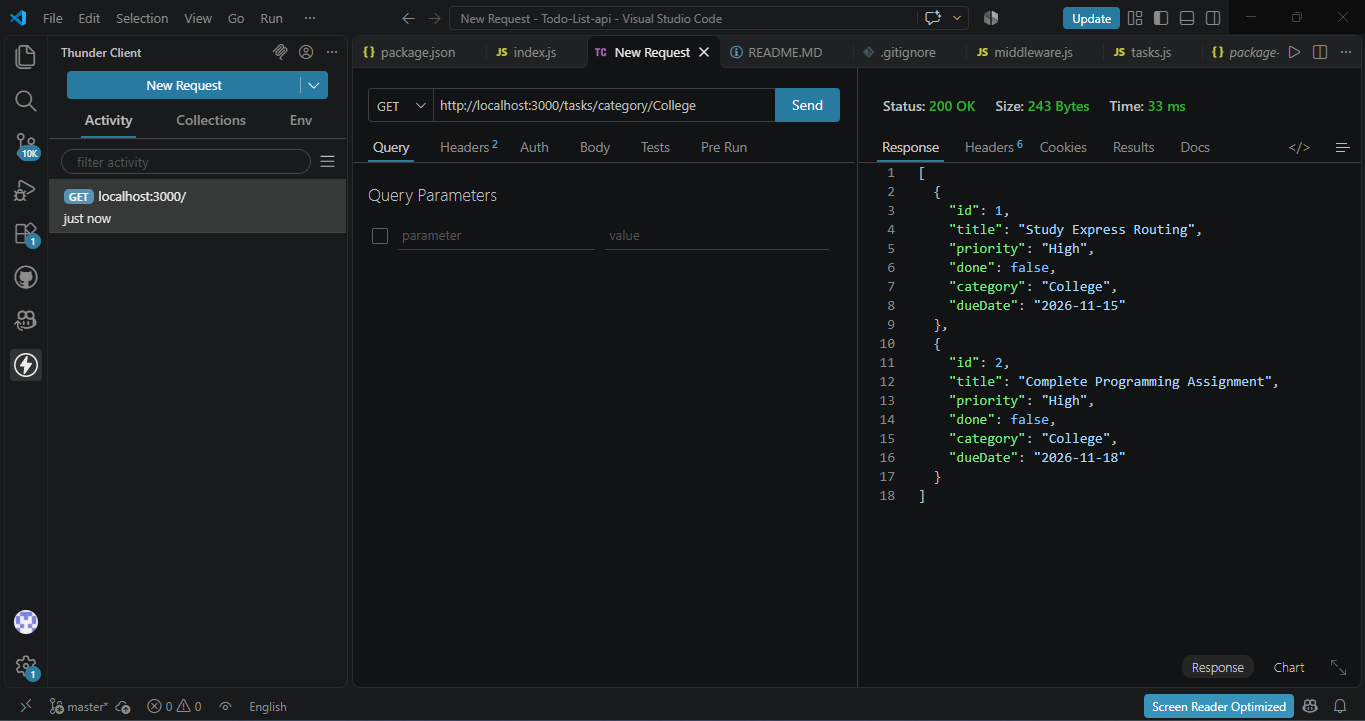 File Edit Selection View Go Run ···
New Request - Todo-List-api - Visual Studio Code
Update
Thunder Client
New Request
Activity Collections Env
filter activity
GET localhost:3000/
just now
10K
1
1
{} package.json
JS index.js
TC New Request
README.MD
.gitignore
JS middleware.js
JS tasks.js
{} package-
GET
http://localhost:3000/tasks/category/College
Send
Query Headers 2 Auth Body Tests Pre Run
Query Parameters
parameter value
Status: 200 OK Size: 243 Bytes Time: 33 ms
Response Headers 6 Cookies Results Docs </>
1 [
2 {
3 "id": 1,
4 "title": "Study Express Routing",
5 "priority": "High",
6 "done": false,
7 "category": "College",
8 "dueDate": "2026-11-15"
9 },
10 {
11 "id": 2,
12 "title": "Complete Programming Assignment",
13 "priority": "High",
14 "done": false,
15 "category": "College",
16 "dueDate": "2026-11-18"
17 }
18 ]
Response Chart
master* 0 0 English
Screen Reader Optimized